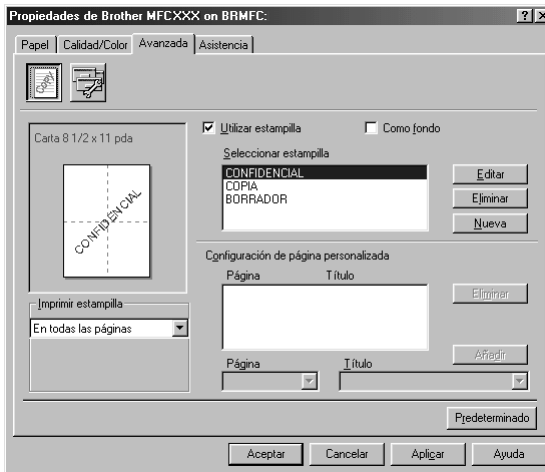 Propiedades de Brother MFCXXX on BRMFC:
Papel
Calidad/Color
Avanzada
Asistencia
COPY
Carta 8 1/2 x 11 pda
CONFIDENCIAL
Imprimir estampilla
En todas las páginas
Utilizar estampilla
Como fondo
Seleccionar estampilla
CONFIDENCIAL
COPIA
BORRADOR
Editar
Eliminar
Nueva
Configuración de página personalizada
Página Título
Eliminar
Añadir
Página Título
Predeterminado
Aceptar
Cancelar
Aplicar
Ayuda